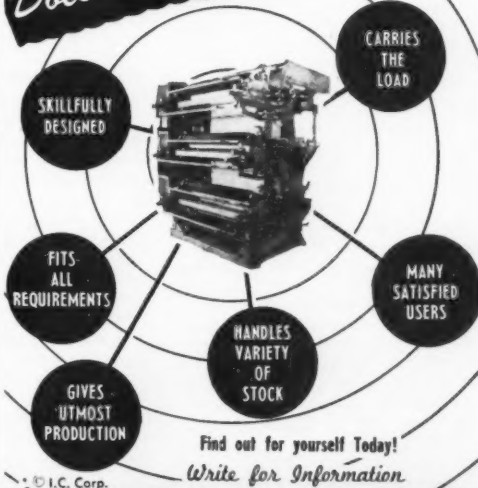 CARRIES
THE
LOAD
SKILLFULLY
DESIGNED
FITS
ALL
REQUIREMENTS
MANY
SATISFIED
USERS
HANDLES
VARIETY
OF
STOCK
GIVES
UTMOST
PRODUCTION
Find out for yourself Today!
Write for Information
© I.C. Corp.